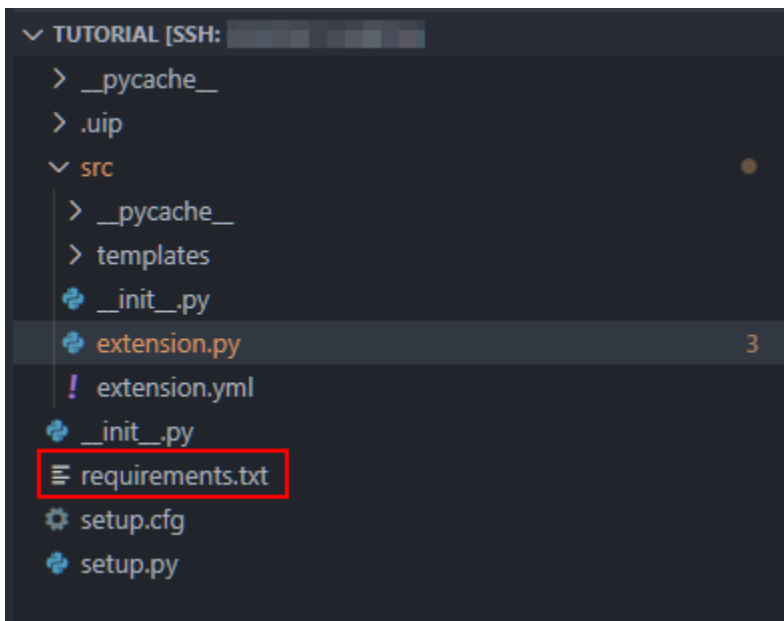 TUTORIAL [SSH:
__pycache__
.uip
src
__pycache__
templates
__init__.py
extension.py 3
extension.yml
__init__.py
requirements.txt
setup.cfg
setup.py